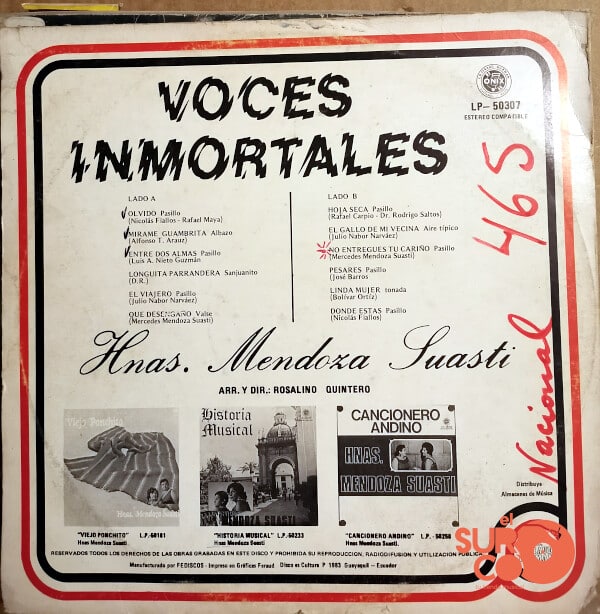 VOCES
INMORTALES
ONIX
LP- 50307
ESTEREO COMPATIBLE
LADO A
OLVIDO Pasillo
(Nicolás Fiallos - Rafael Maya)
MIRAME GUAMBRITA Albazo
(Alfonso T. Arauz)
ENTRE DOS ALMAS Pasillo
(Luis A. Nieto Guzmán)
LONGUITA PARRANDERA Sanjuanito
(D.R.)
EL VIAJERO Pasillo
(Julio Nabor Narváez)
QUE DESENGAÑO Valse
(Mercedes Mendoza Suasti)
LADO B
HOJA SECA Pasillo
(Rafael Carpio - Dr. Rodrigo Saltos)
EL GALLO DE MI VECINA Aire típico
(Julio Nabor Narváez)
NO ENTREGUES TU CARIÑO Pasillo
(Mercedes Mendoza Suasti)
PESARES Pasillo
(José Barros
LINDA MUJER tonada
(Bolívar Ortíz)
DONDE ESTAS Pasillo
(Nicolás Fiallos)
Nacional 465
Hnas. Mendoza Suasti
ARR. Y DIR.: ROSALINO QUINTERO
Viejo Ponchito
Hnas. Mendoza Suasti
Historia
Musical
MENDOZA SUASTI
CANCIONERO
ANDINO
HNAS.
MENDOZA SUASTI
Distribuye
Almacenes de Música
"VIEJO PONCHITO" L.P.-50181
Hnas Mendoza Suasti.
"HISTORIA MUSICAL" L.P.-50233
Hnas Mendoza Suasti
"CANCIONERO ANDINO" L.P. -50258
Hnas Mendoza Suasti.
RESERVADOS TODOS LOS DERECHOS DE LAS OBRAS GRABADAS EN ESTE DISCO Y PROHIBIDA SU REPRODUCCION, RADIODIFUSION Y UTILIZACION PUBLICA
Manufacturado por FEDISCOS - Impreso en Gráficas Feraud Disco es Cultura P 1983 Guayaquil - Ecuador
el
SURCO